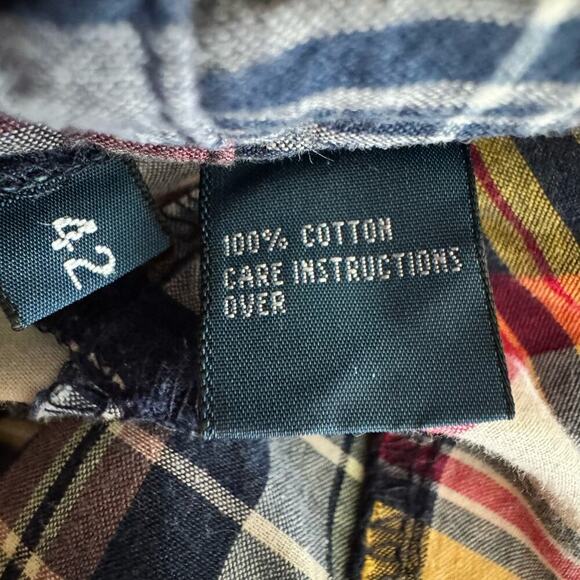 42
100% COTTON
CARE INSTRUCTIONS
OVER